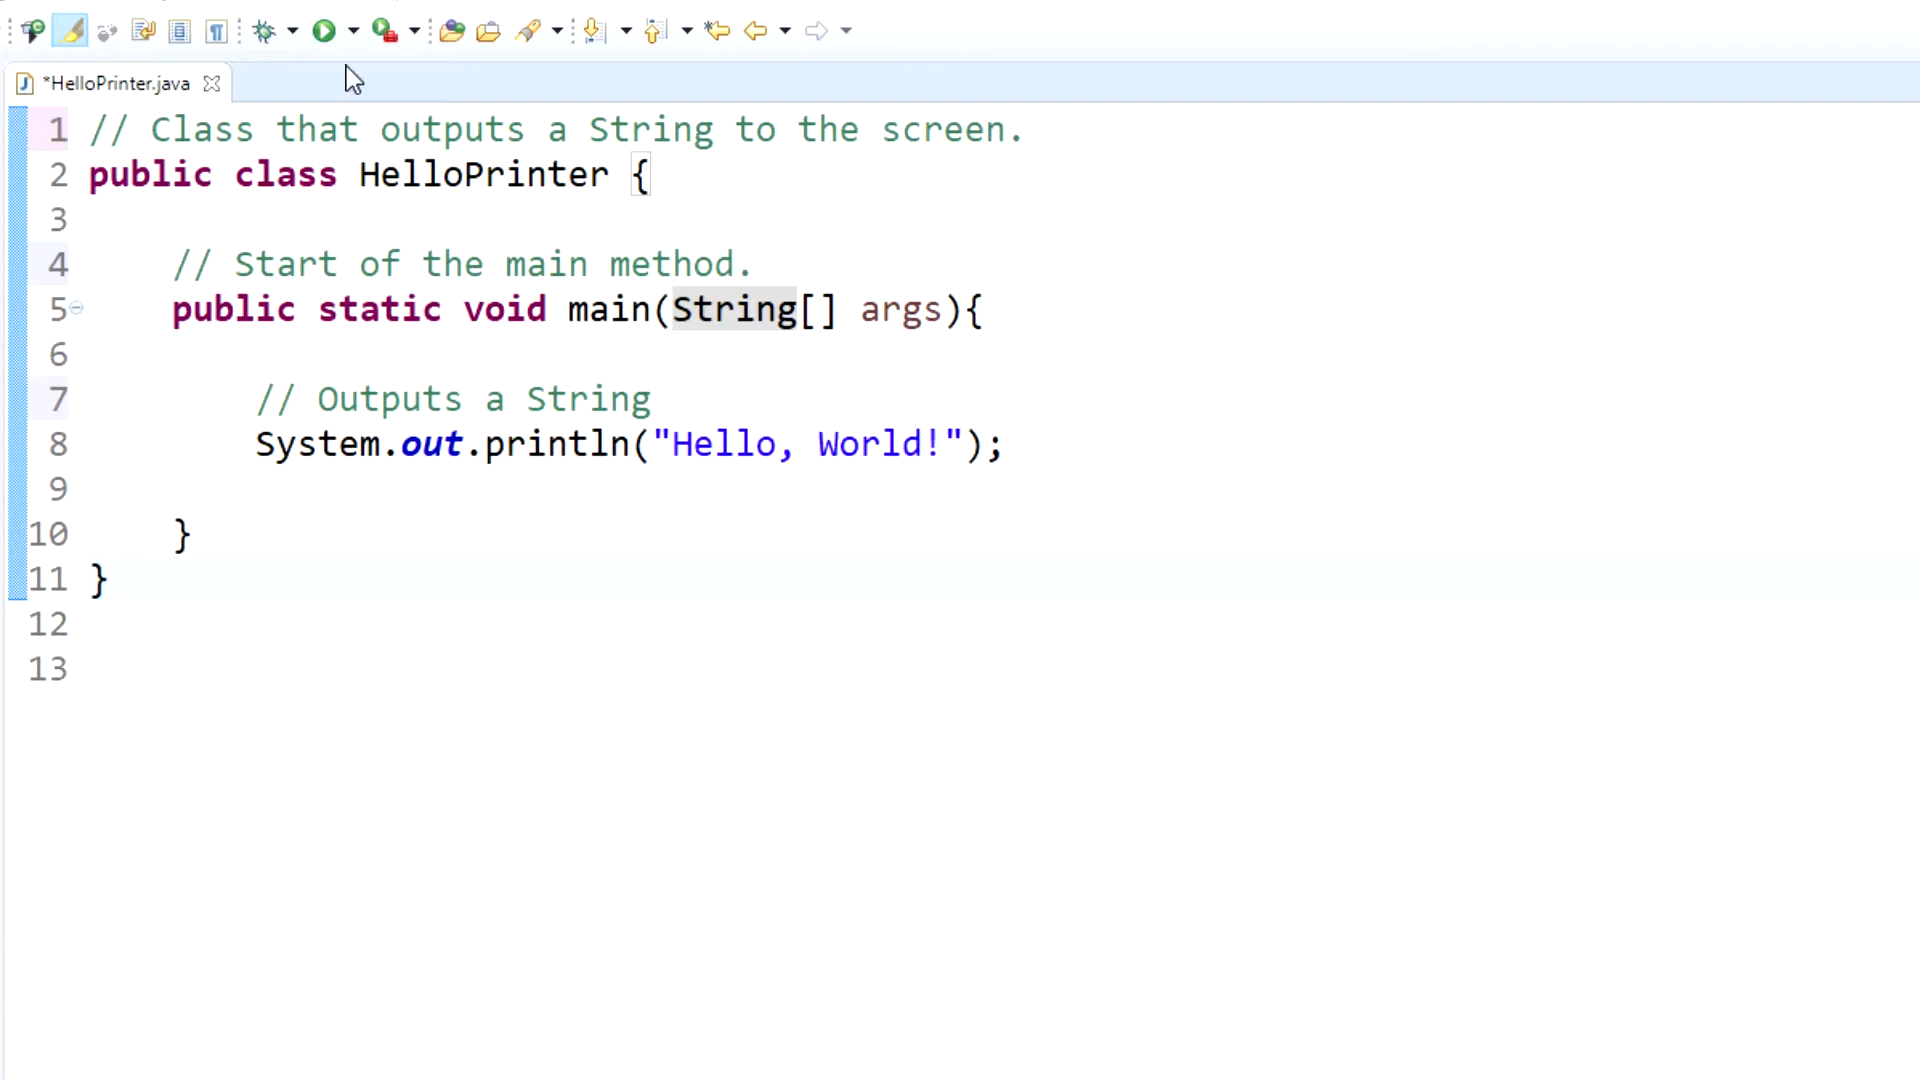 *HelloPrinter.java
1 // Class that outputs a String to the screen.
2 public class HelloPrinter {
3
4 // Start of the main method.
5 public static void main(String[] args){
6
7 // Outputs a String
8 System.out.println("Hello, World!");
9
10 }
11 }
12
13